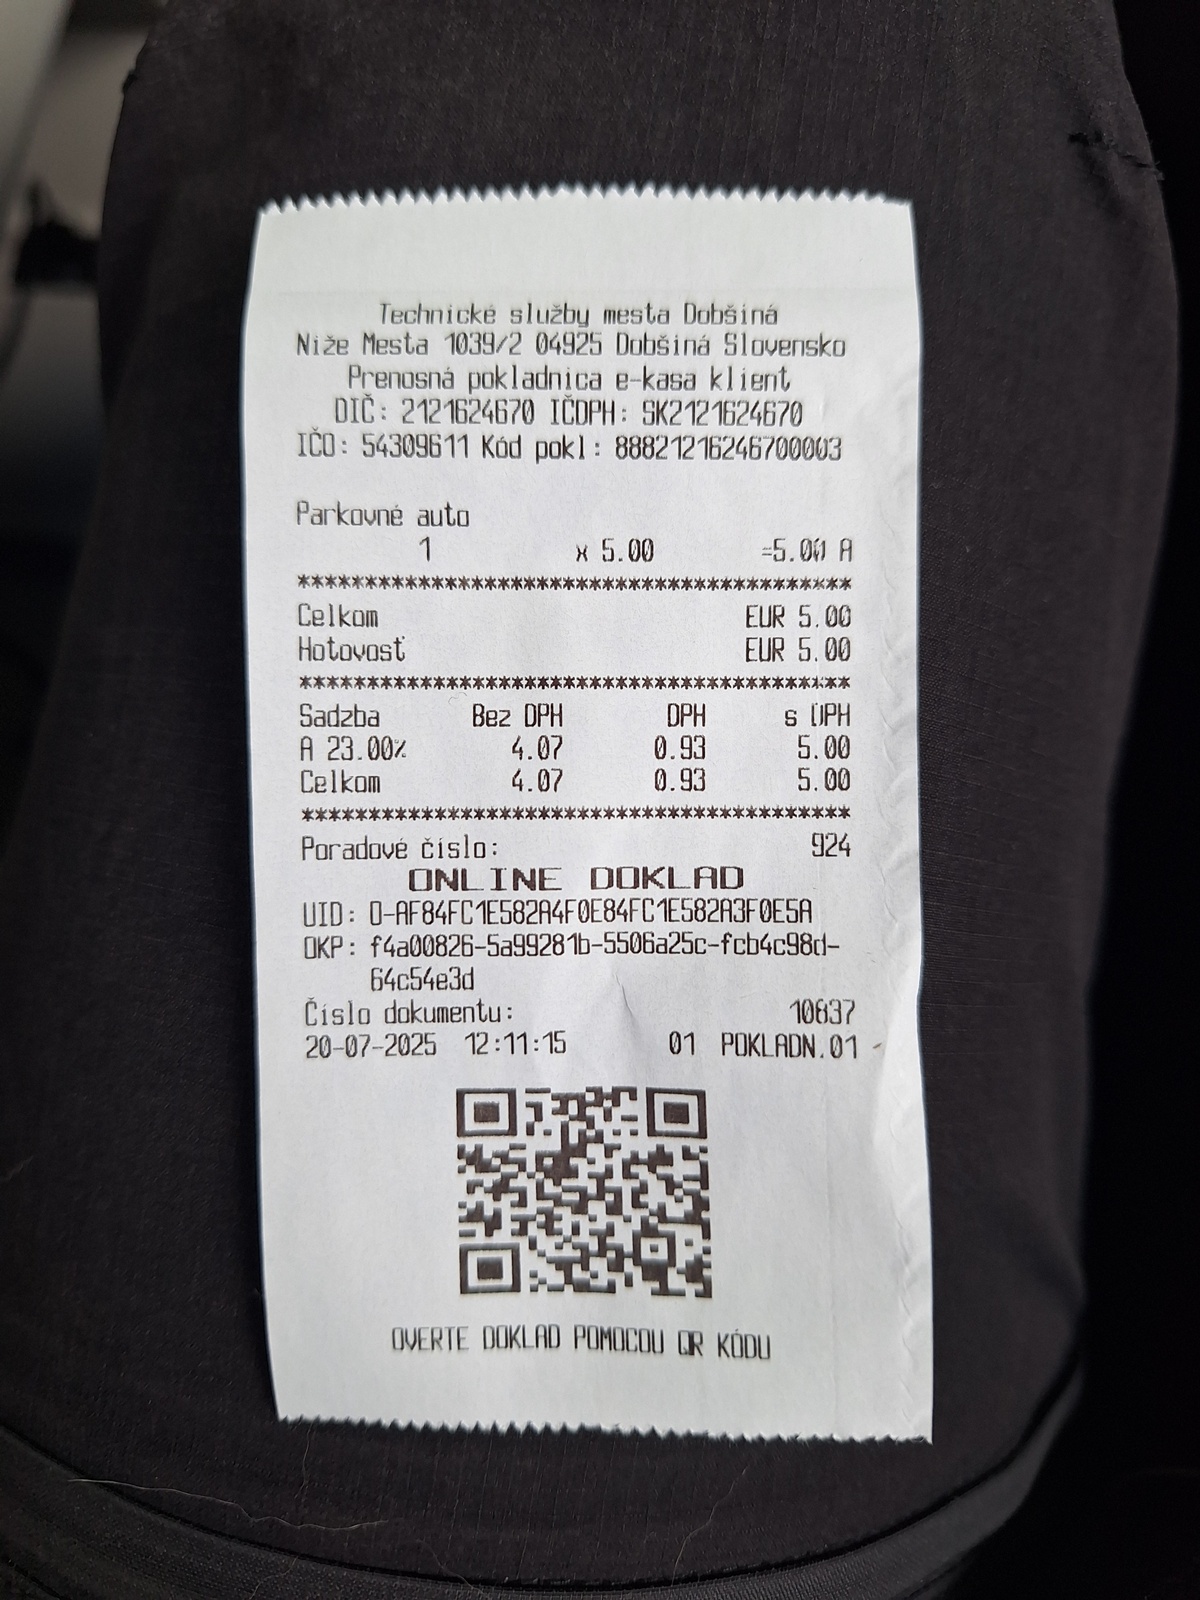 Technické služby mesta Dobšiná
Niže Mesta 1039/2 04925 Dobšiná Slovensko
Prenosná pokladnica e-kasa klient
DIČ: 2121624670 IČDPH: SK2121624670
IČO: 54309611 Kód pokl: 88821216246700003
Parkovné auto
1 x 5.00 =5.00 A
*****************************************
Celkom EUR 5.00
Hotovosť EUR 5.00
*****************************************
Sadzba Bez DPH DPH s DPH
A 23.00% 4.07 0.93 5.00
Celkom 4.07 0.93 5.00
*****************************************
Poradové číslo: 924
ONLINE DOKLAD
UID: O-AF84FC1E582A4F0E84FC1E582A3F0E5A
OKP: f4a00826-5a99281b-5506a25c-fcb4c98d-
64c54e3d
Číslo dokumentu: 10637
20-07-2025 12:11:15 01 POKLADN.01
OVERTE DOKLAD POMOCOU QR KÓDU